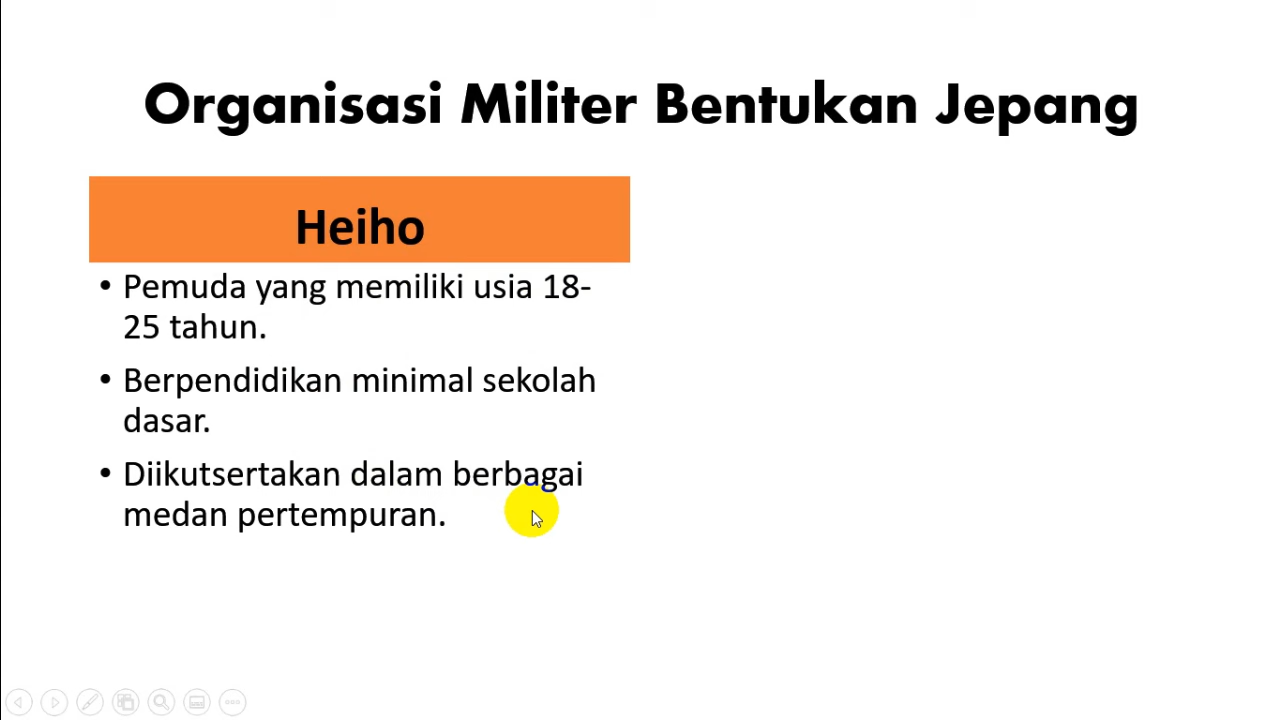 Organisasi Militer Bentukan Jepang
Heiho
• Pemuda yang memiliki usia 18-
25 tahun.
• Berpendidikan minimal sekolah
dasar.
• Diikutsertakan dalam berbagai
medan pertempuran.